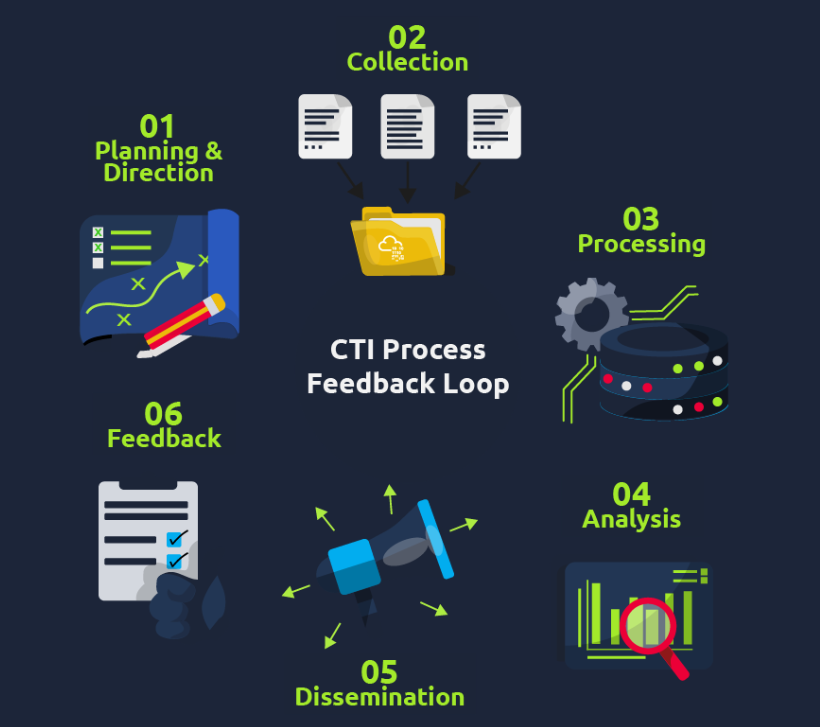 01
Planning &
Direction
02
Collection
03
Processing
CTI Process
Feedback Loop
04
Analysis
05
Dissemination
06
Feedback